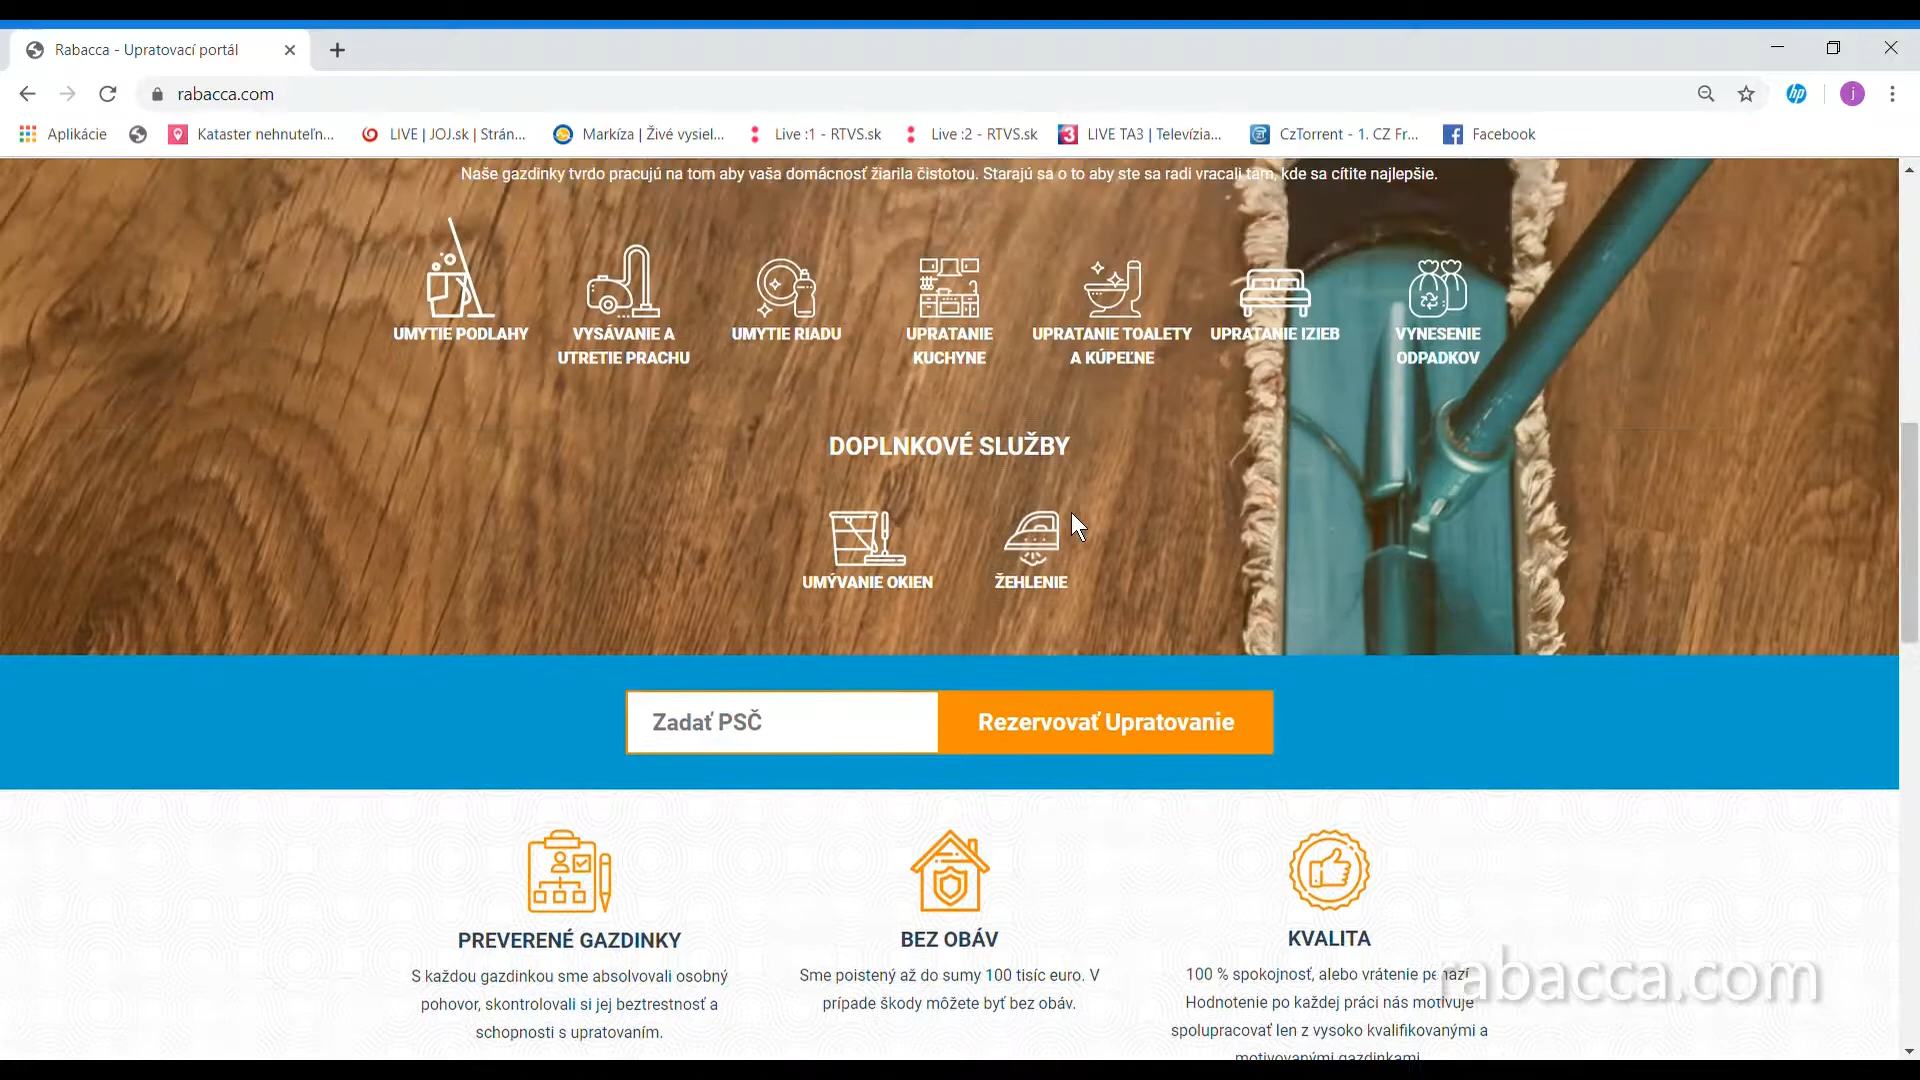 Rabacca - Upratovací portál
rabacca.com
Aplikácie
Kataster nehnuteľn...
LIVE | JOJ.sk | Strán...
Markíza | Živé vysiel...
Live :1 - RTVS.sk
Live :2 - RTVS.sk
LIVE TA3 | Televízia...
CzTorrent - 1. CZ Fr...
Facebook
Naše gazdinky tvrdo pracujú na tom aby vaša domácnosť žiarila čistotou. Starajú sa o to aby ste sa radi vracali tam, kde sa cítite najlepšie.
UMYTIE PODLAHY
VYSÁVANIE A
UTRETIE PRACHU
UMYTIE RIADU
UPRATANIE
KUCHYNE
UPRATANIE TOALETY
A KÚPEĽNE
UPRATANIE IZIEB
VYNESENIE
ODPADKOV
DOPLNKOVÉ SLUŽBY
UMÝVANIE OKIEN
ŽEHLENIE
Zadať PSČ
Rezervovať Upratovanie
PREVERENÉ GAZDINKY
S každou gazdinkou sme absolvovali osobný
pohovor, skontrolovali si jej beztrestnosť a
schopnosti s upratovaním.
BEZ OBÁV
Sme poistený až do sumy 100 tisíc euro. V
prípade škody môžete byť bez obáv.
KVALITA
100 % spokojnosť, alebo vrátenie peňazí
Hodnotenie po každej práci nás motivuje
spolupracovať len z vysoko kvalifikovanými a
motivovanými gazdinkami
rabacca.com